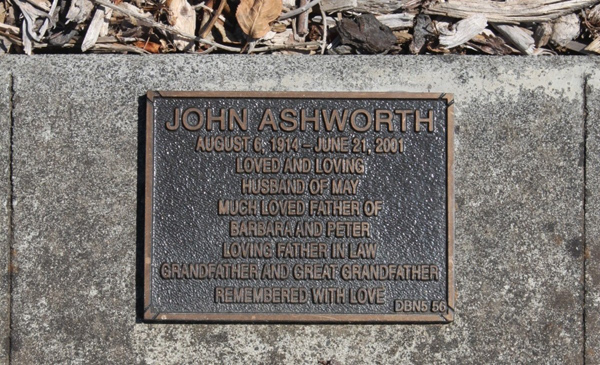 JOHN ASHWORTH
AUGUST 6, 1914 - JUNE 21, 2001
LOVED AND LOVING
HUSBAND OF MAY
MUCH LOVED FATHER OF
BARBARA AND PETER
LOVING FATHER IN LAW
GRANDFATHER AND GREAT GRANDFATHER
REMEMBERED WITH LOVE
DBN5 56